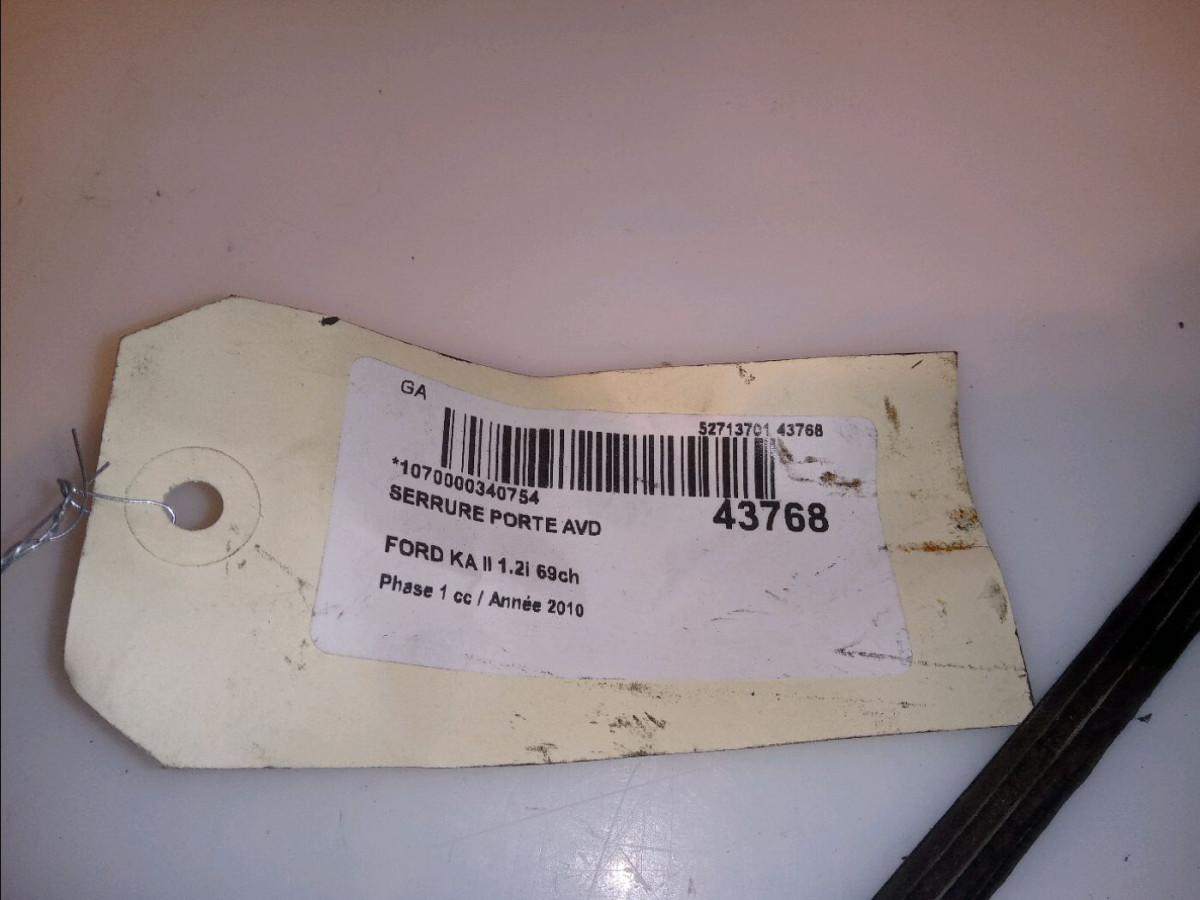 GA
52713701 43768
*1070000340754
SERRURE PORTE AVD
43768
FORD KA II 1.2i 69ch
Phase 1 cc / Année 2010